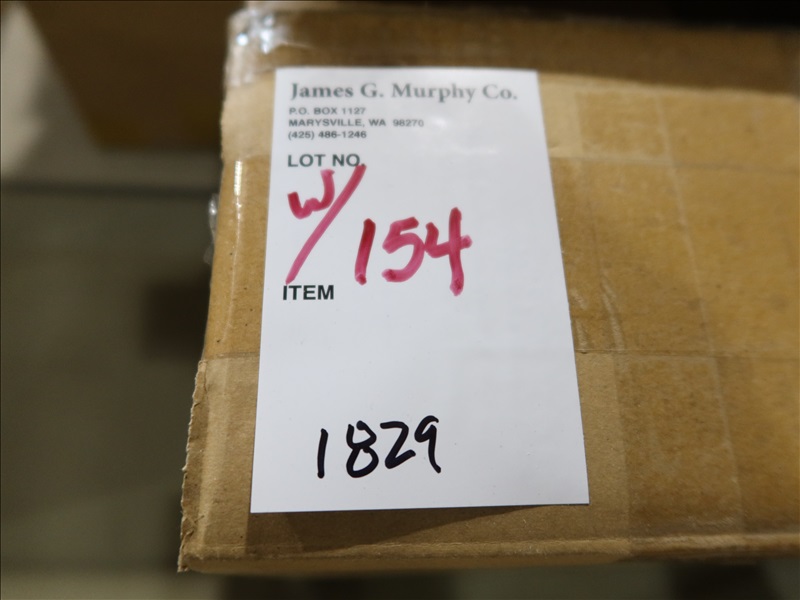 James G. Murphy Co.
P.O. BOX 1127
MARYSVILLE, WA 98270
(425) 486-1246
LOT NO.
W/154
ITEM
1829